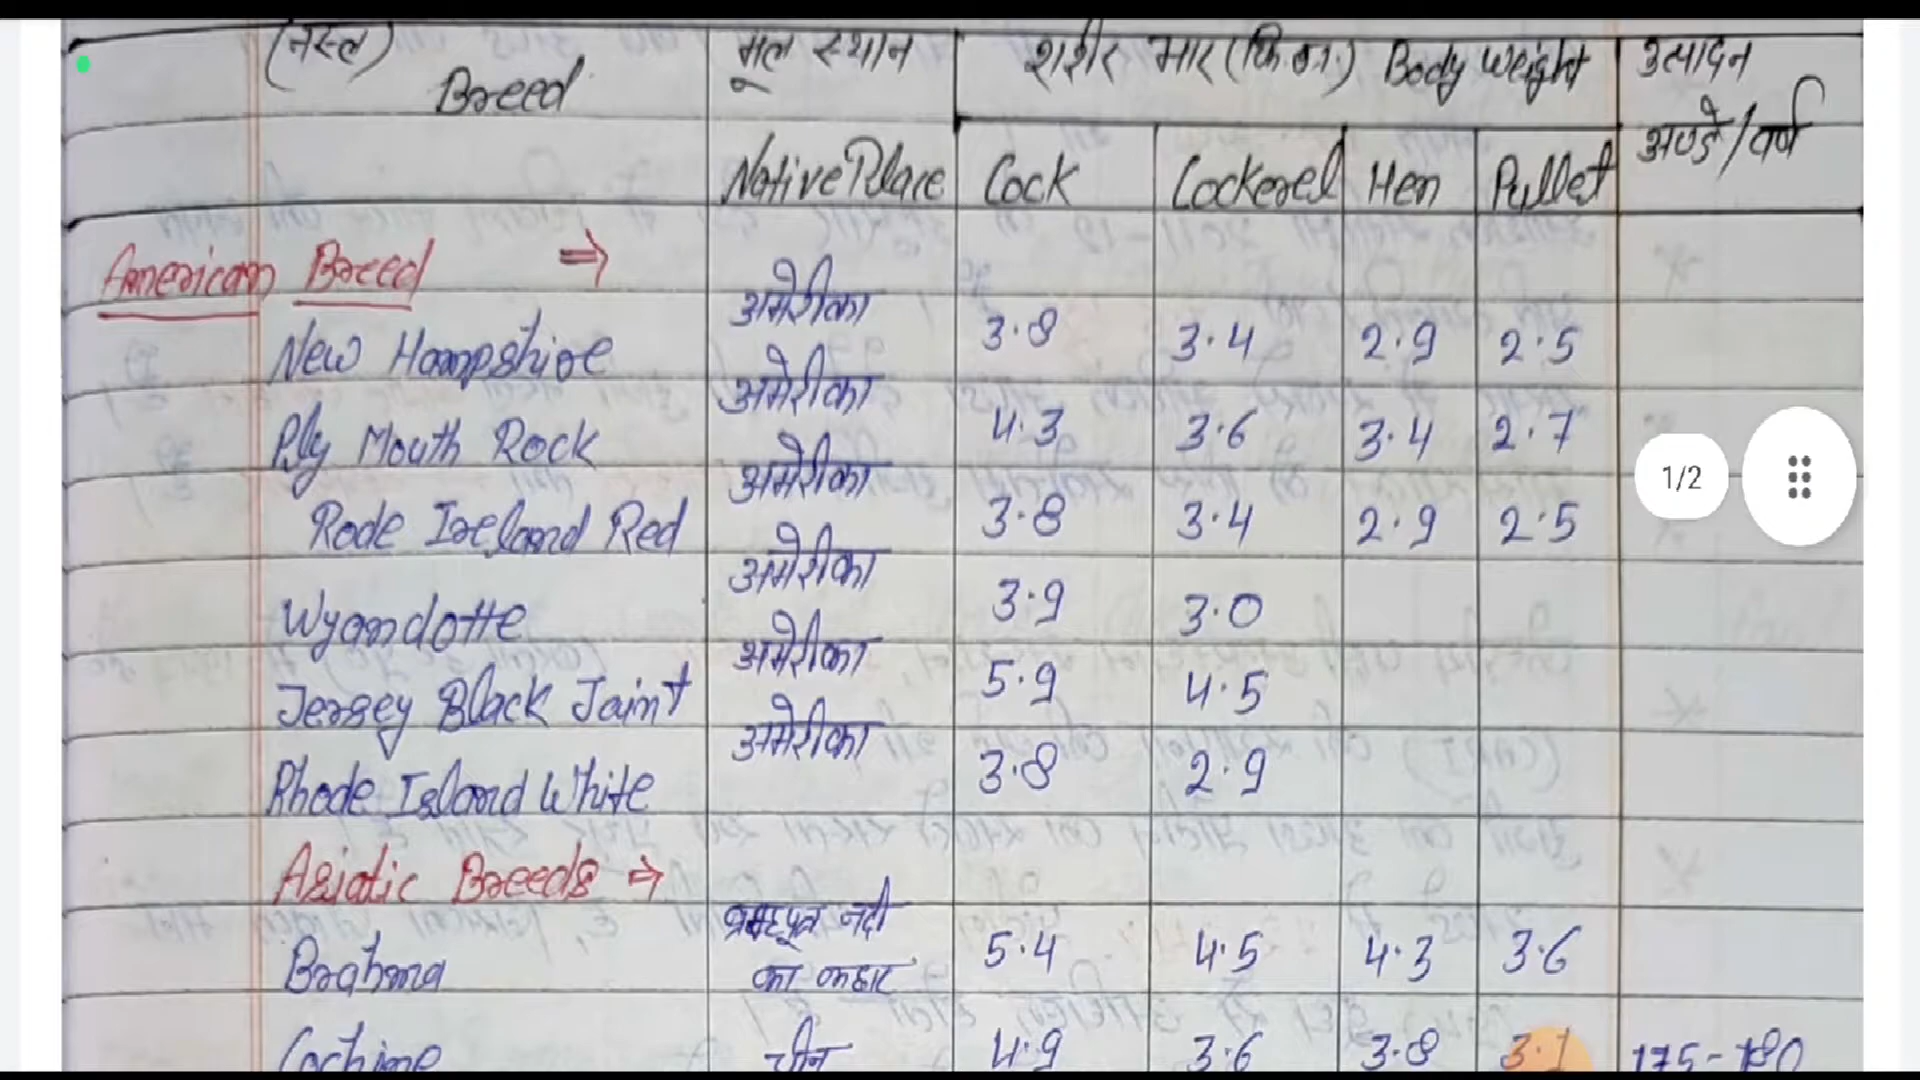 (नस्ल) मूल स्थान शरीर भार (कि.ग्रा.) Body Weight उत्पादन
Breed अण्डे/वर्ष
Native Place Cock Cockerel Hen Pullet
American Breed ⇒
अमेरीका
New Hampshire 3.8 3.4 2.9 2.5
अमेरीका
Ply Mouth Rock 4.3 3.6 3.4 2.7
अमेरीका
Rode Ireland Red 3.8 3.4 2.9 2.5
अमेरीका
Wyandotte 3.9 3.0
अमेरीका
Jersey Black Jaint 5.9 4.5
अमेरीका
Rhode Island White 3.8 2.9
Asiatic Breeds ⇒
नदी
Brahma का 5.4 4.5 4.3 3.6
चीन 4.9 3.6 3.8 3.1 175-180
1/2